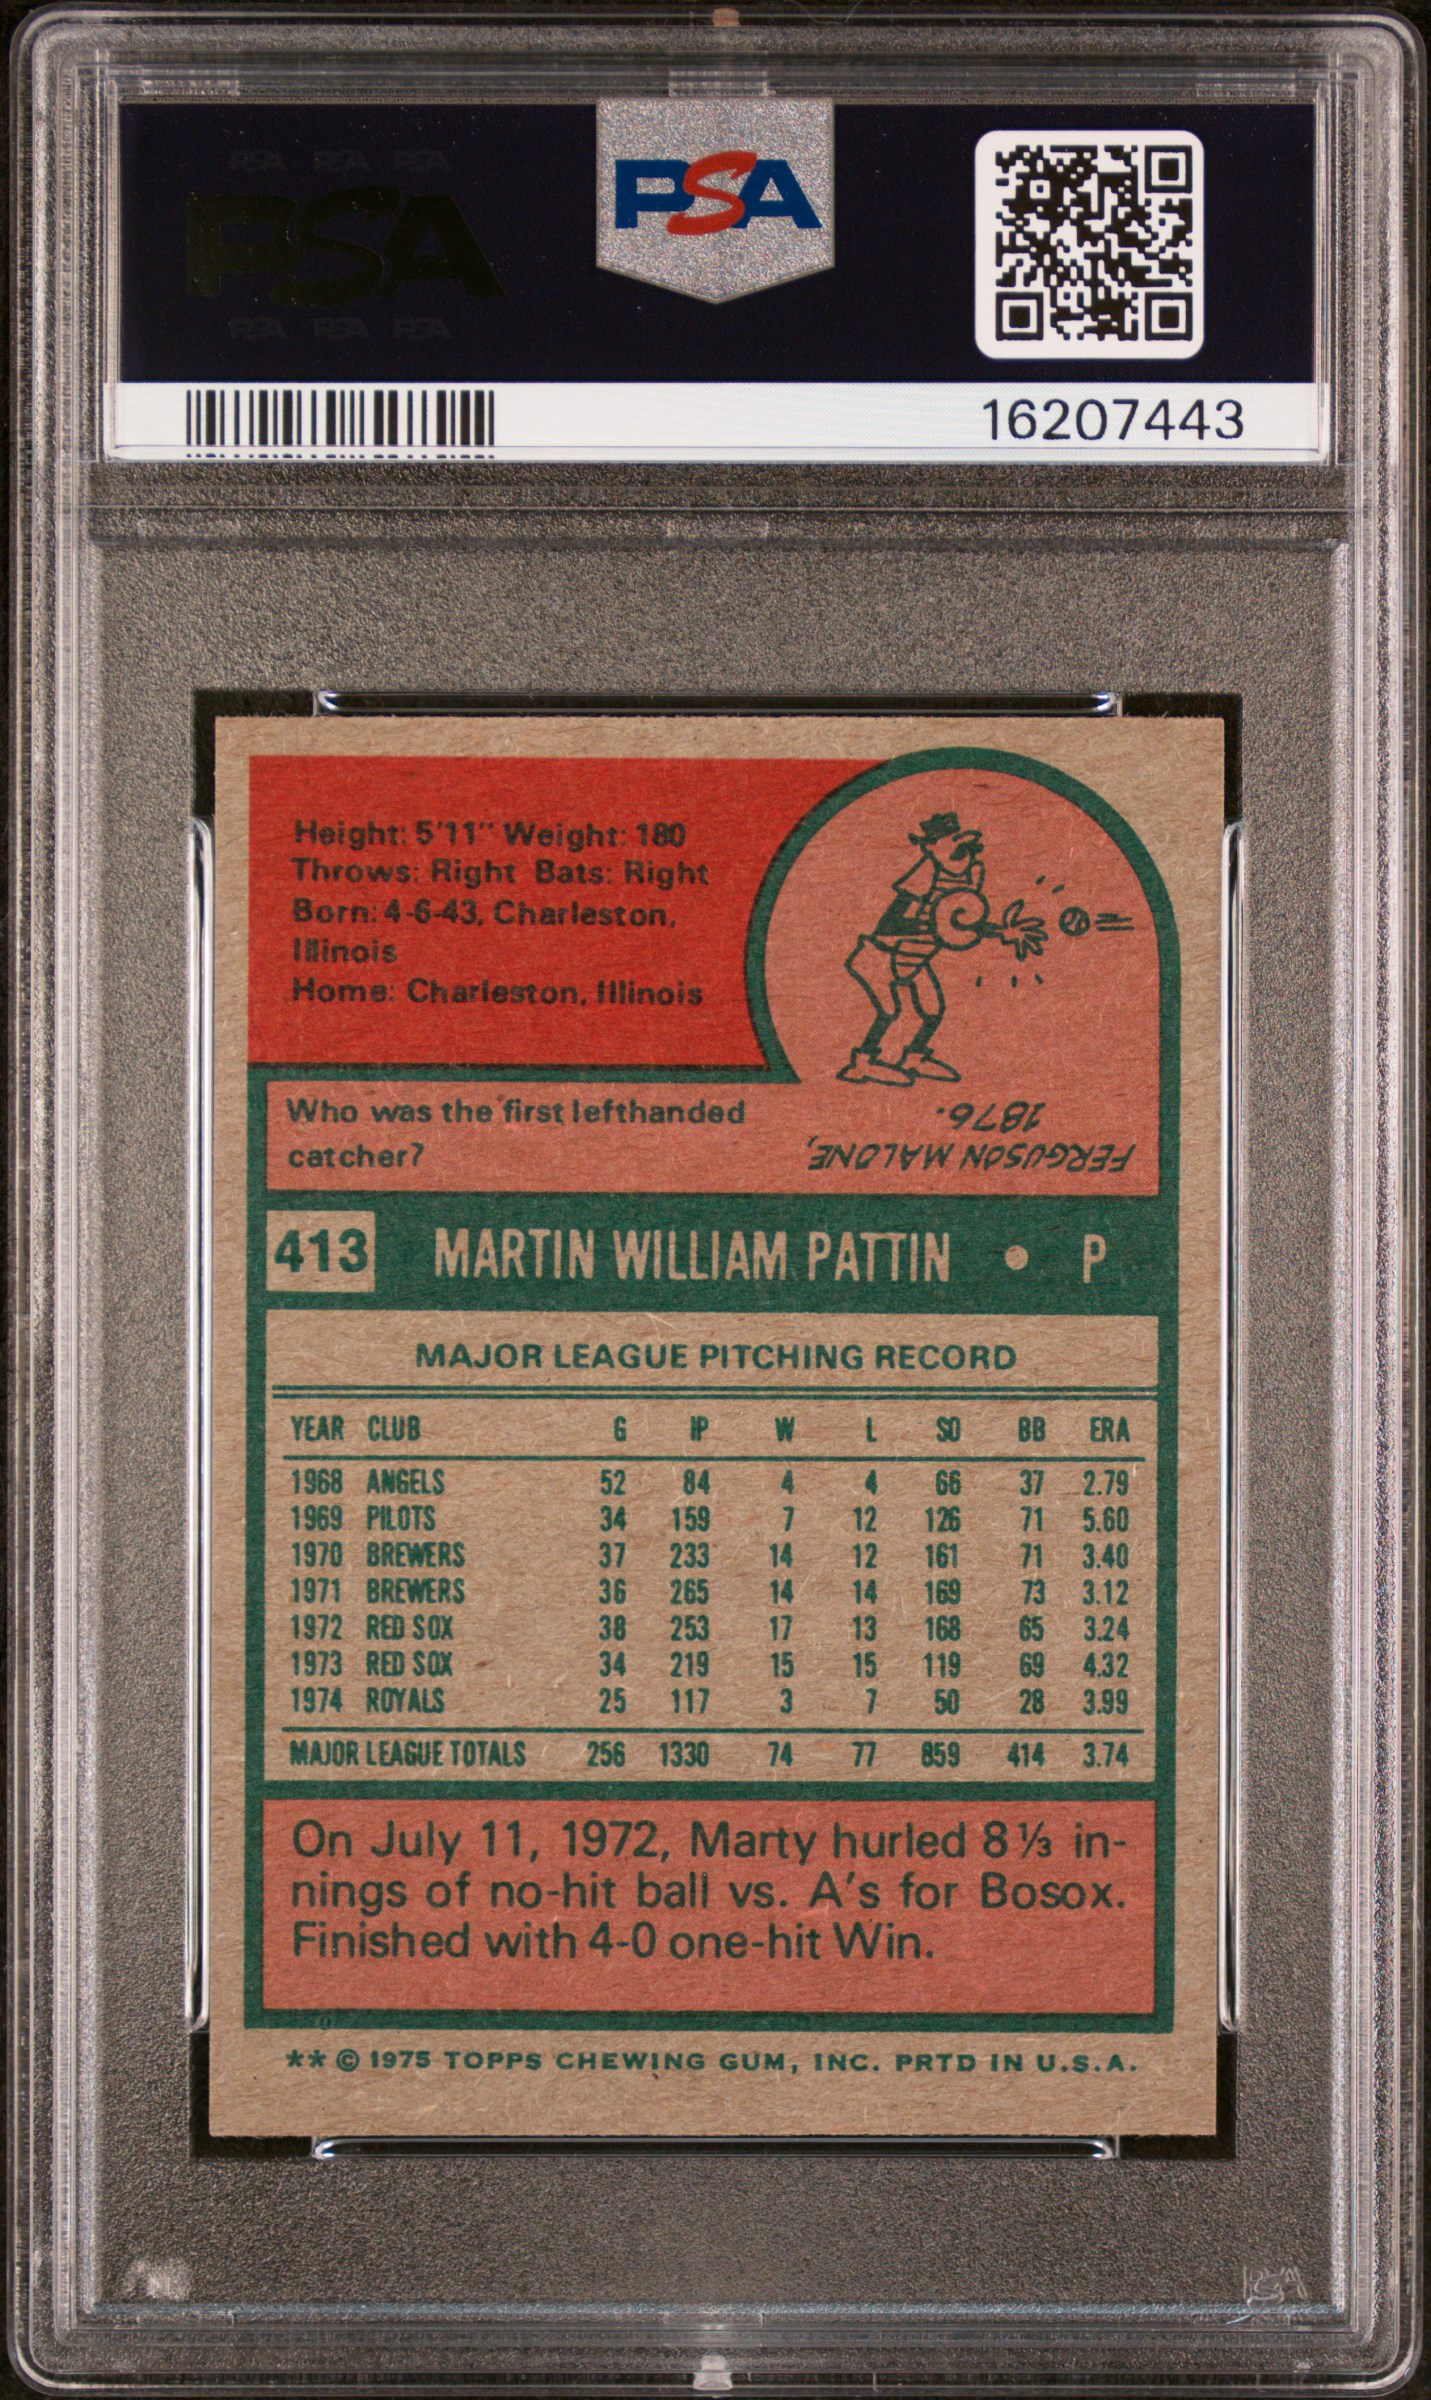 PSA PSA PSA
PSA
PSA PSA PSA
PSA
16207443
Height: 5'11" Weight: 180
Throws: Right Bats: Right
Born: 4-6-43, Charleston,
Illinois
Home: Charleston, Illinois
Who was the first lefthanded
catcher?
FERGUSON MALONE,
1876.
413 MARTIN WILLIAM PATTIN • P
MAJOR LEAGUE PITCHING RECORD
YEAR CLUB G IP W L SO BB ERA
1968 ANGELS 52 84 4 4 66 37 2.79
1969 PILOTS 34 159 7 12 126 71 5.60
1970 BREWERS 37 233 14 12 161 71 3.40
1971 BREWERS 36 265 14 14 169 73 3.12
1972 RED SOX 38 253 17 13 168 65 3.24
1973 RED SOX 34 219 15 15 119 69 4.32
1974 ROYALS 25 117 3 7 50 28 3.99
MAJOR LEAGUE TOTALS 256 1330 74 77 859 414 3.74
On July 11, 1972, Marty hurled 8 ⅓ in-
nings of no-hit ball vs. A's for Bosox.
Finished with 4-0 one-hit Win.
** © 1975 TOPPS CHEWING GUM, INC. PRTD IN U.S.A.
PSA